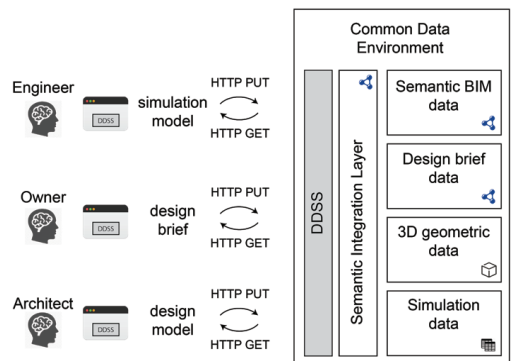 Engineer
DDSS
simulation
model
HTTP PUT
HTTP GET
Owner
DDSS
design
brief
HTTP PUT
HTTP GET
Architect
DDSS
design
model
HTTP PUT
HTTP GET
Common Data
Environment
DDSS
Semantic Integration Layer
Semantic BIM
data
Design brief
data
3D geometric
data
Simulation
data